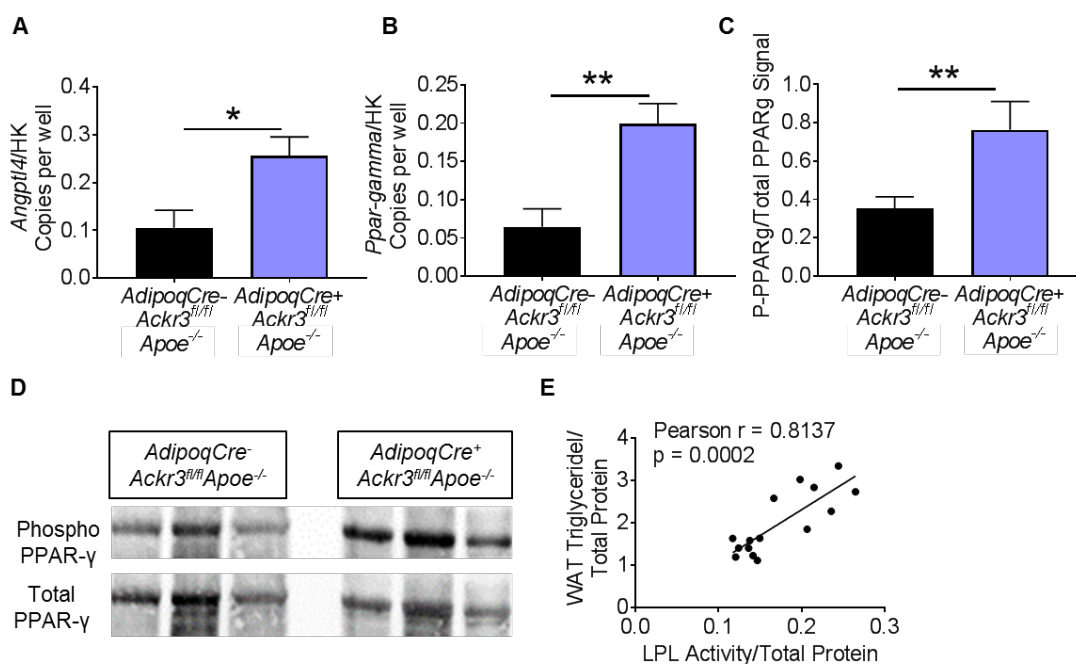 A
Angptl4/HK
Copies per well
0.4
0.3
0.2
0.1
0.0
*
AdipoqCre-
Ackr3fl/fl
Apoe-/-
AdipoqCre+
Ackr3fl/fl
Apoe-/-
B
Ppar-gamma/HK
Copies per well
0.25
0.20
0.15
0.10
0.05
0.00
**
AdipoqCre-
Ackr3fl/fl
Apoe-/-
AdipoqCre+
Ackr3fl/fl
Apoe-/-
C
P-PPARg/Total PPARg Signal
1.0
0.8
0.6
0.4
0.2
0.0
**
AdipoqCre-
Ackr3fl/fl
Apoe-/-
AdipoqCre+
Ackr3fl/fl
Apoe-/-
D
AdipoqCre-
Ackr3fl/flApoe-/-
AdipoqCre+
Ackr3fl/flApoe-/-
Phospho
PPAR-γ
Total
PPAR-γ
E
WAT Triglyceridel/
Total Protein
Pearson r = 0.8137
p = 0.0002
4
3
2
1
0
0.0
0.1
0.2
0.3
LPL Activity/Total Protein